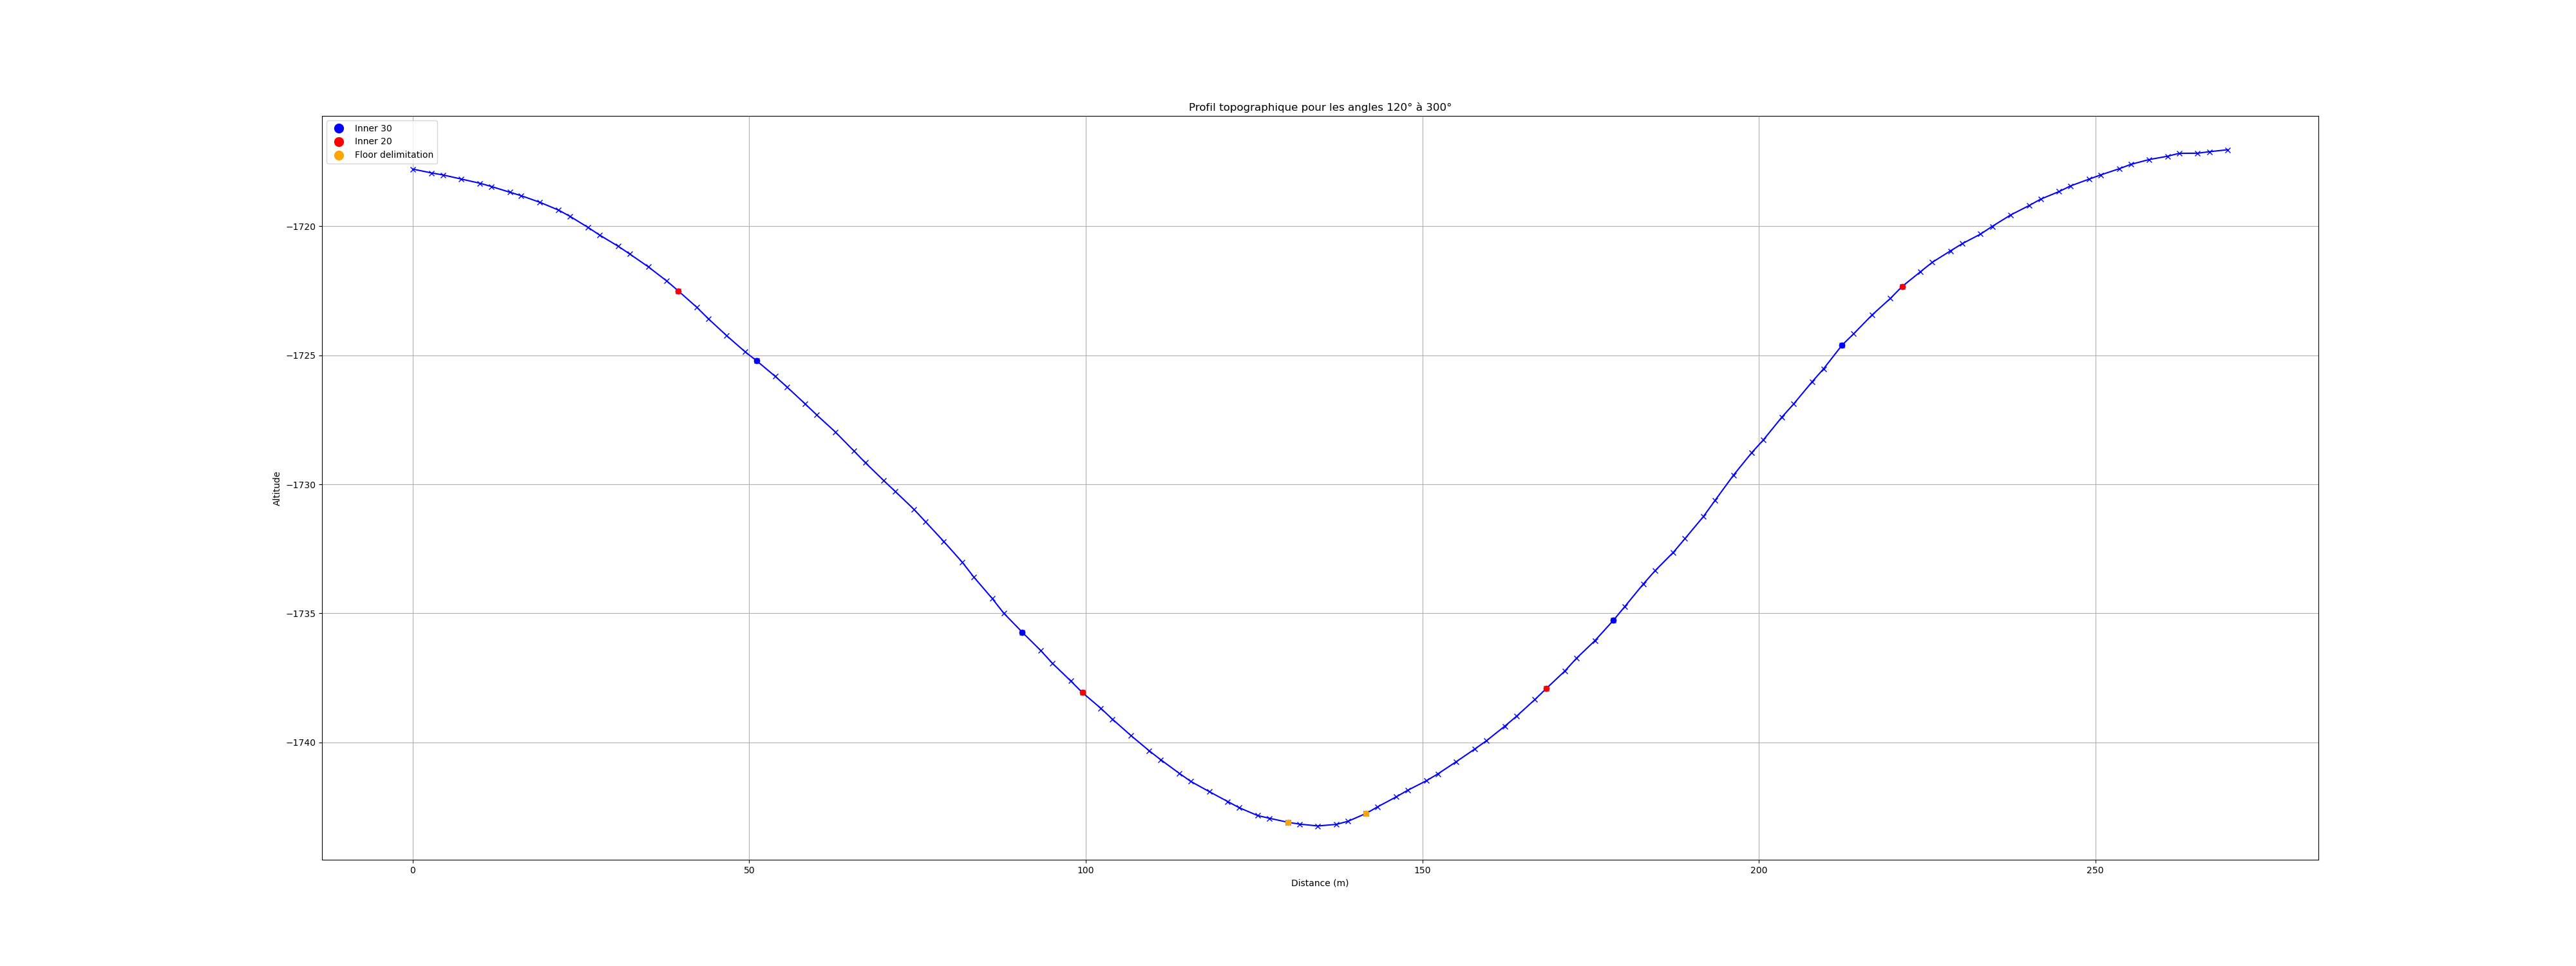 Profil topographique pour les angles 120° à 300°
Inner 30
Inner 20
Floor delimitation
Altitude
−1720
−1725
−1730
−1735
−1740
0
50
100
150
200
250
Distance (m)